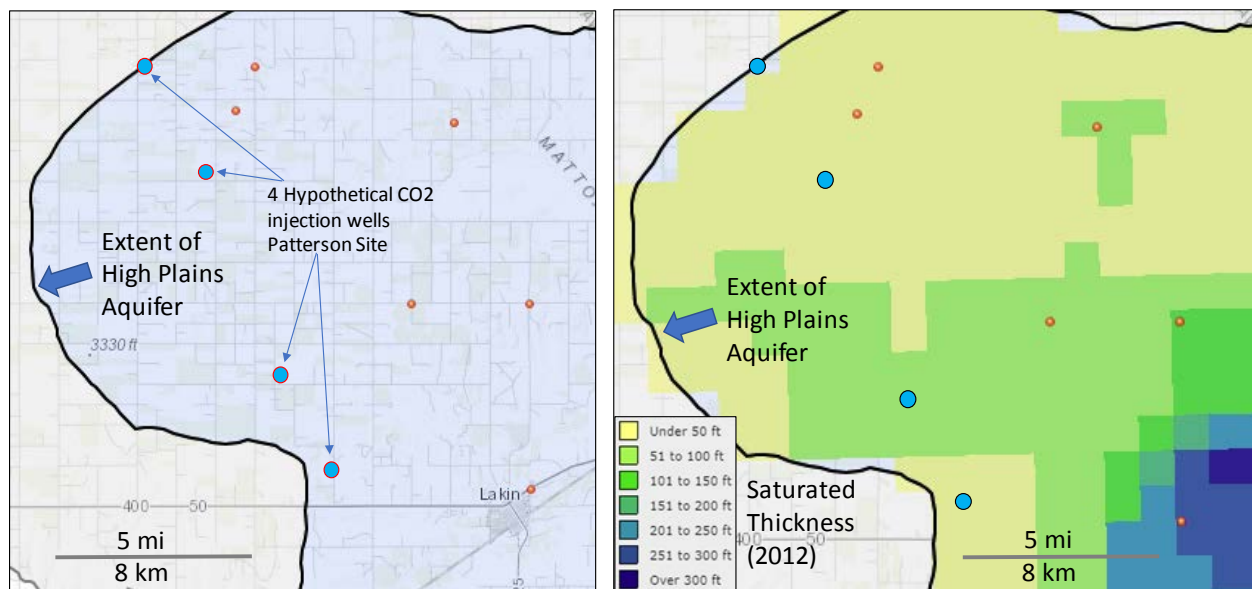 MATTO
4 Hypothetical CO2
injection wells
Patterson Site
Extent of
High Plains
Aquifer
3330 ft
Lakin
400
50
5 mi
8 km
Extent of
High Plains
Aquifer
Under 50 ft
51 to 100 ft
101 to 150 ft
151 to 200 ft
201 to 250 ft
251 to 300 ft
Over 300 ft
Saturated
Thickness
(2012)
400
50
5 mi
8 km